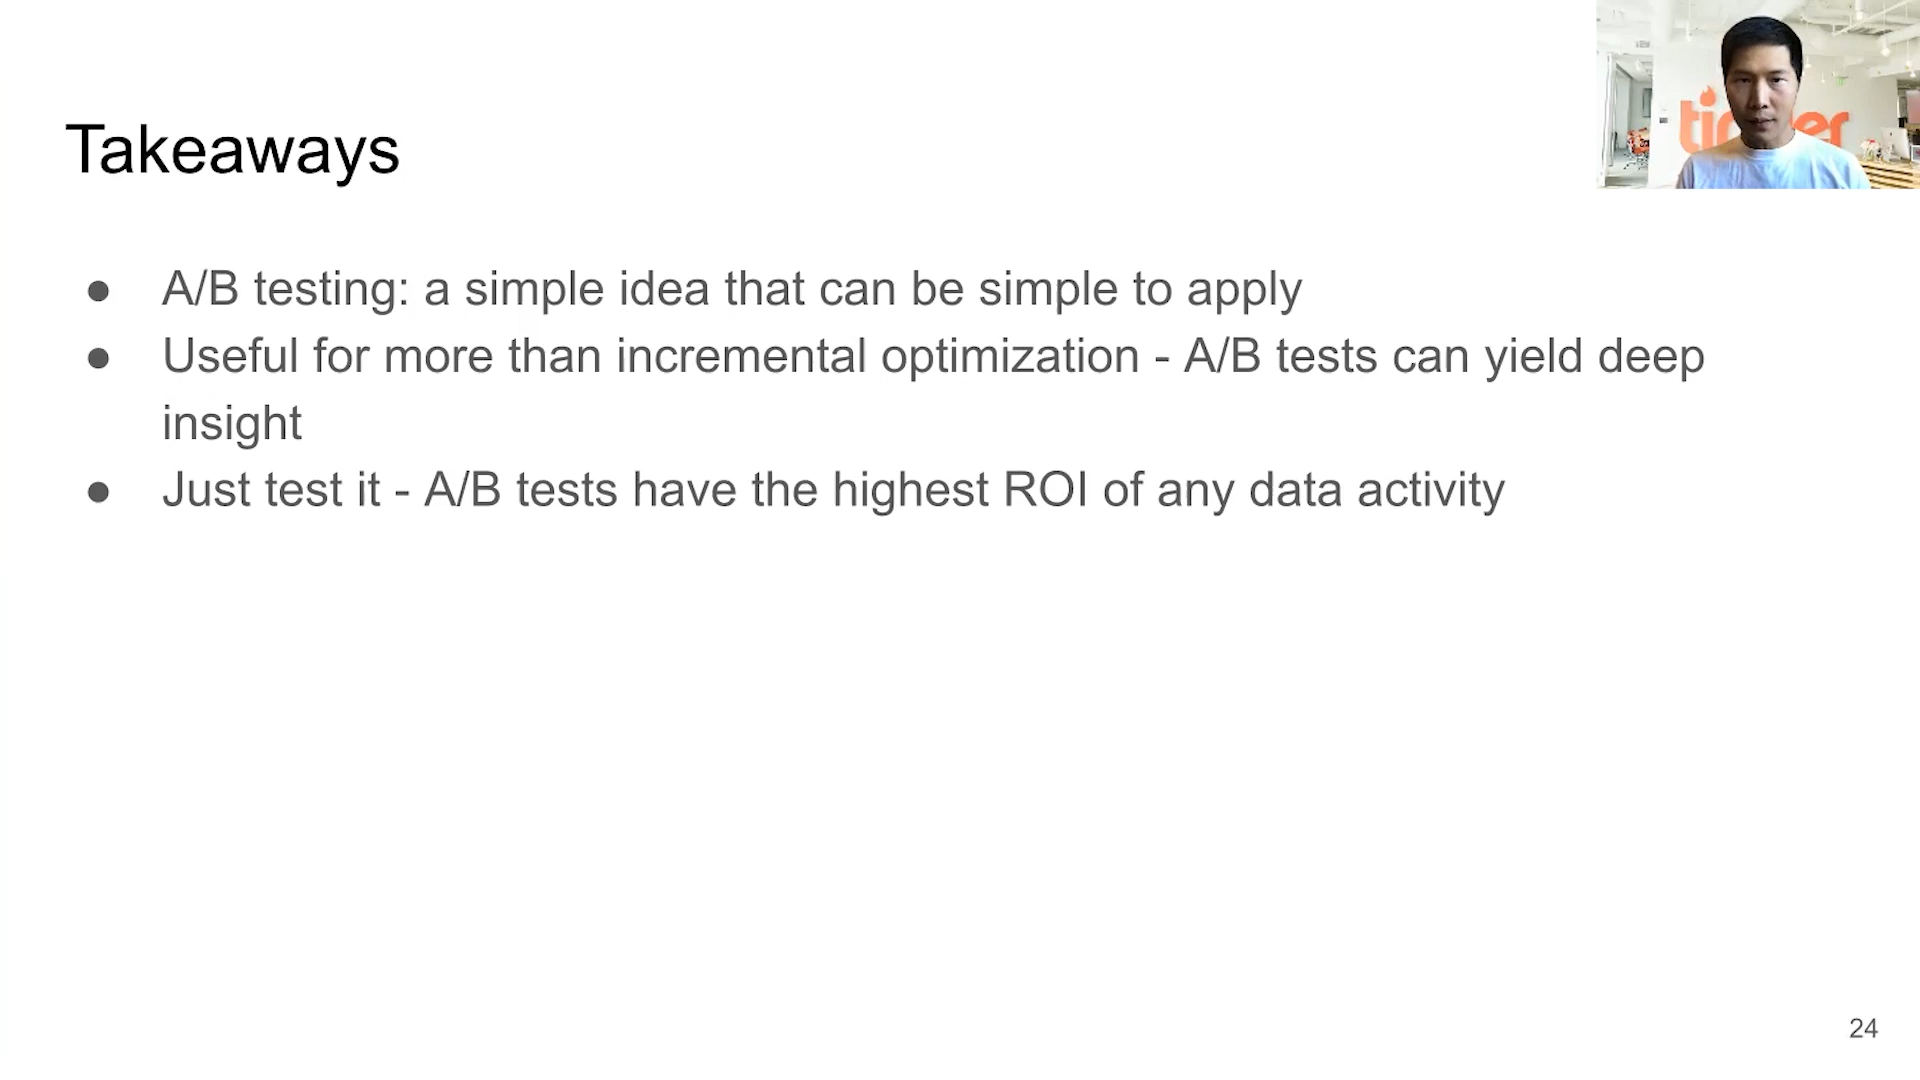 Takeaways
● A/B testing: a simple idea that can be simple to apply
● Useful for more than incremental optimization - A/B tests can yield deep
insight
● Just test it - A/B tests have the highest ROI of any data activity
24